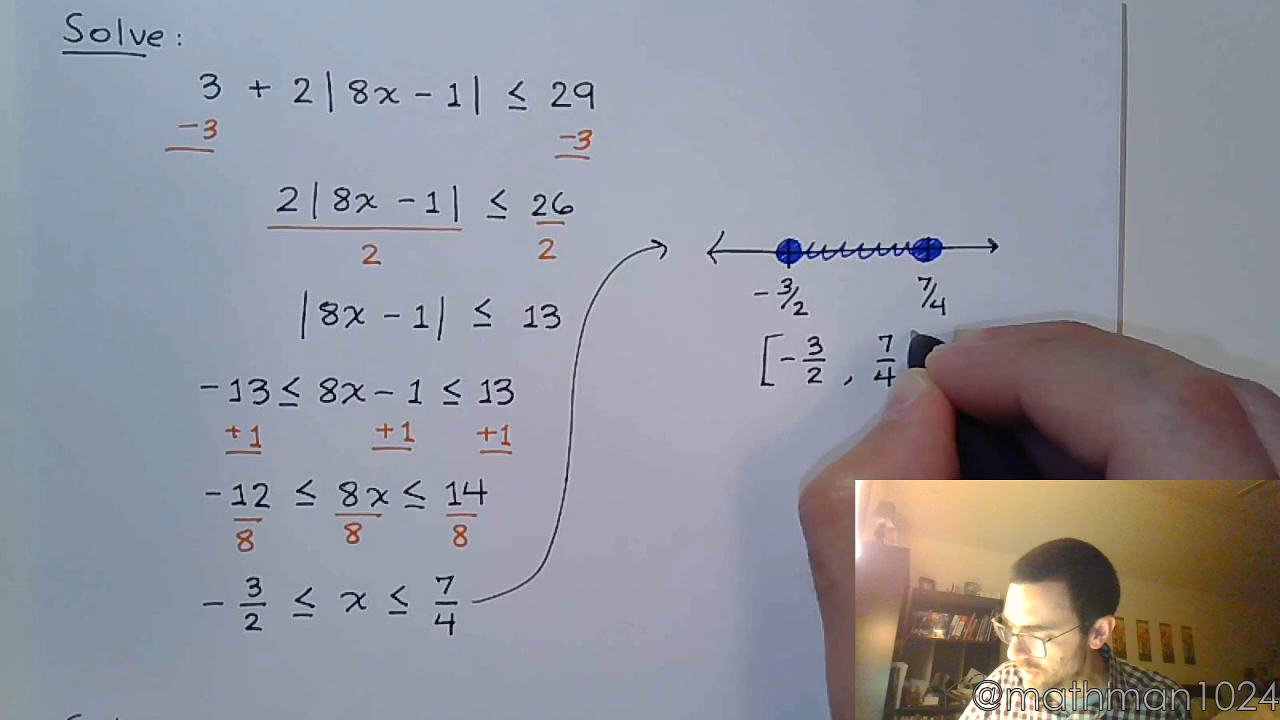 Solve:
3 + 2|8x - 1| ≤ 29
-3 -3
2|8x - 1| ≤ 26
2 2
|8x - 1| ≤ 13
-13 ≤ 8x - 1 ≤ 13
+1 +1 +1
-12 ≤ 8x ≤ 14
8 8 8
-3/2 ≤ x ≤ 7/4
-3/2 7/4
[-3/2, 7/4
@mathman1024